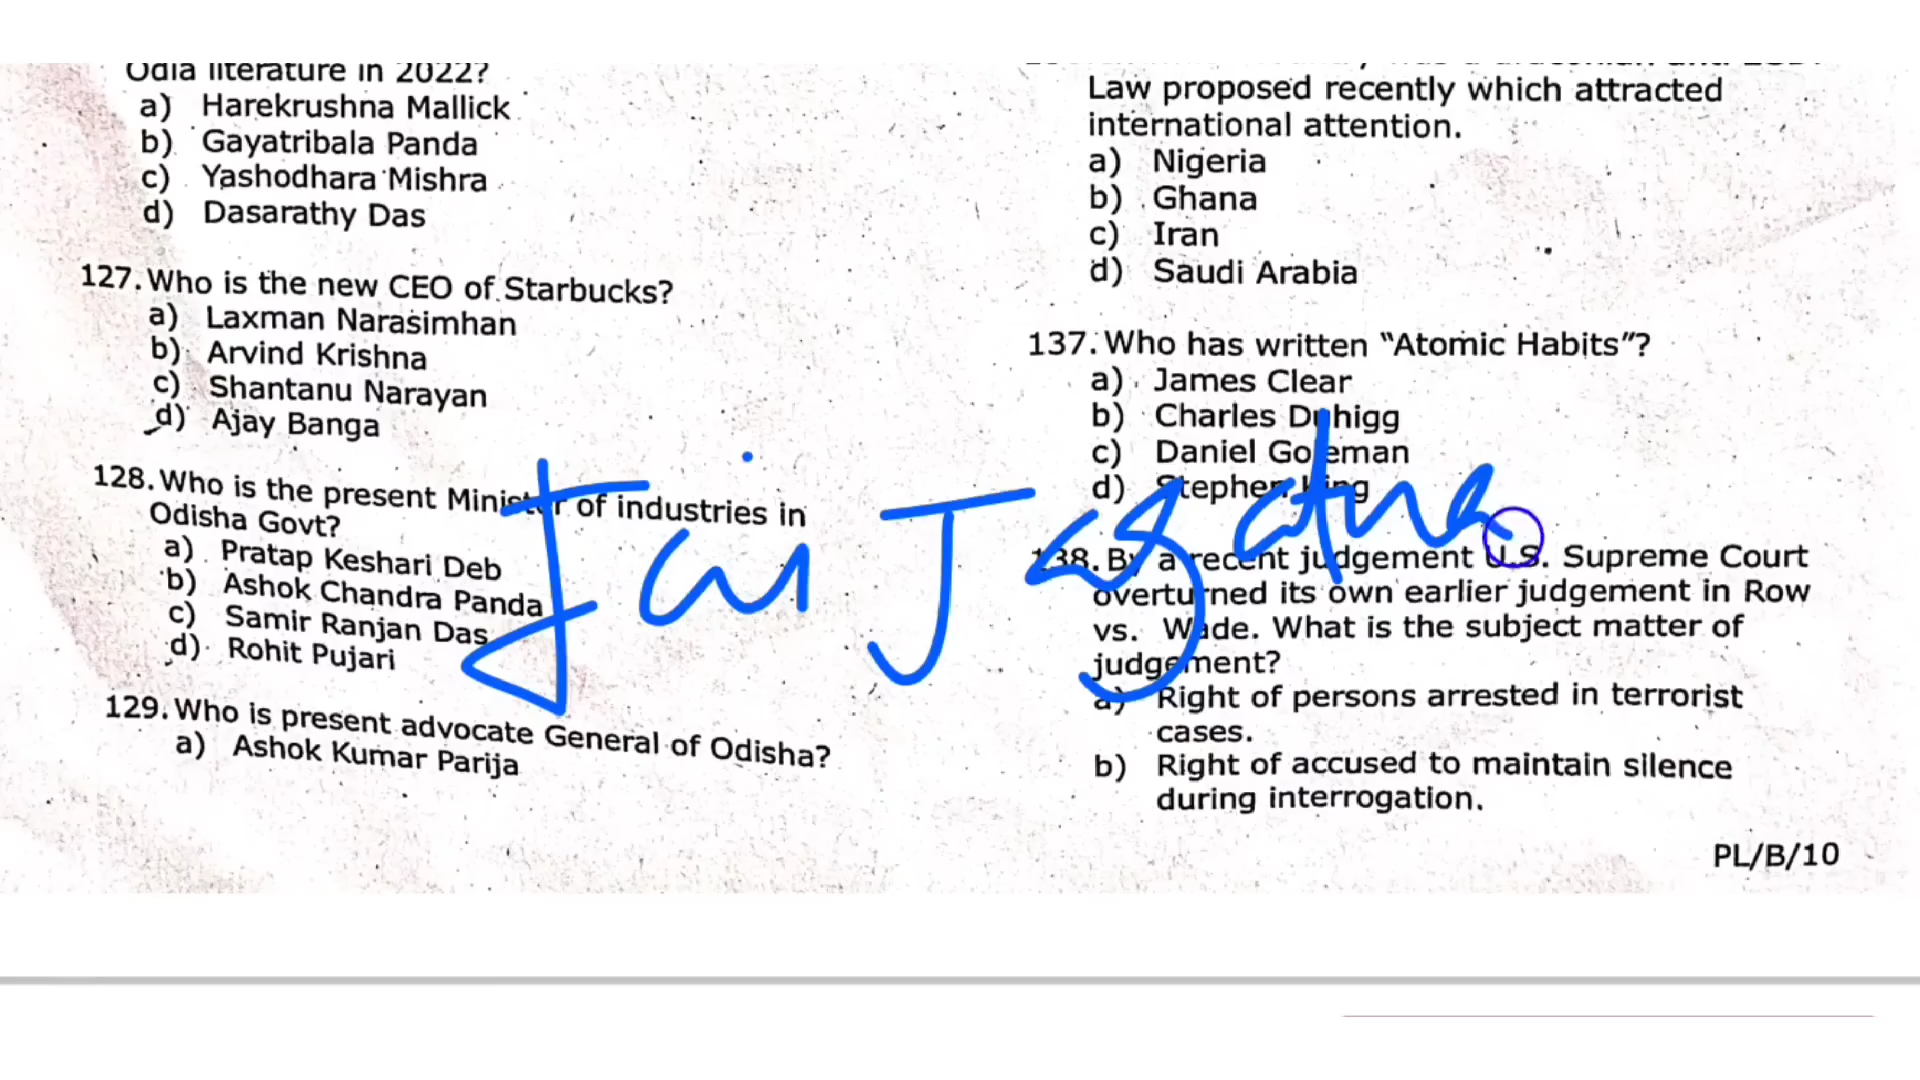 Odia literature in 2022?
a) Harekrushna Mallick
b) Gayatribala Panda
c) Yashodhara Mishra
d) Dasarathy Das
127. Who is the new CEO of Starbucks?
a) Laxman Narasimhan
b) Arvind Krishna
c) Shantanu Narayan
d) Ajay Banga
128. Who is the present Minister of industries in
Odisha Govt?
a) Pratap Keshari Deb
b) Ashok Chandra Panda
c) Samir Ranjan Das
d) Rohit Pujari
129. Who is present advocate General of Odisha?
a) Ashok Kumar Parija
Law proposed recently which attracted
international attention.
a) Nigeria
b) Ghana
c) Iran
d) Saudi Arabia
137. Who has written “Atomic Habits”?
a) James Clear
b) Charles Duhigg
c) Daniel Goleman
d) Stephen King
138. By a recent judgement U.S. Supreme Court
overturned its own earlier judgement in Row
vs. Wade. What is the subject matter of
judgement?
a) Right of persons arrested in terrorist
cases.
b) Right of accused to maintain silence
during interrogation.
PL/B/10
Jai Jagatna